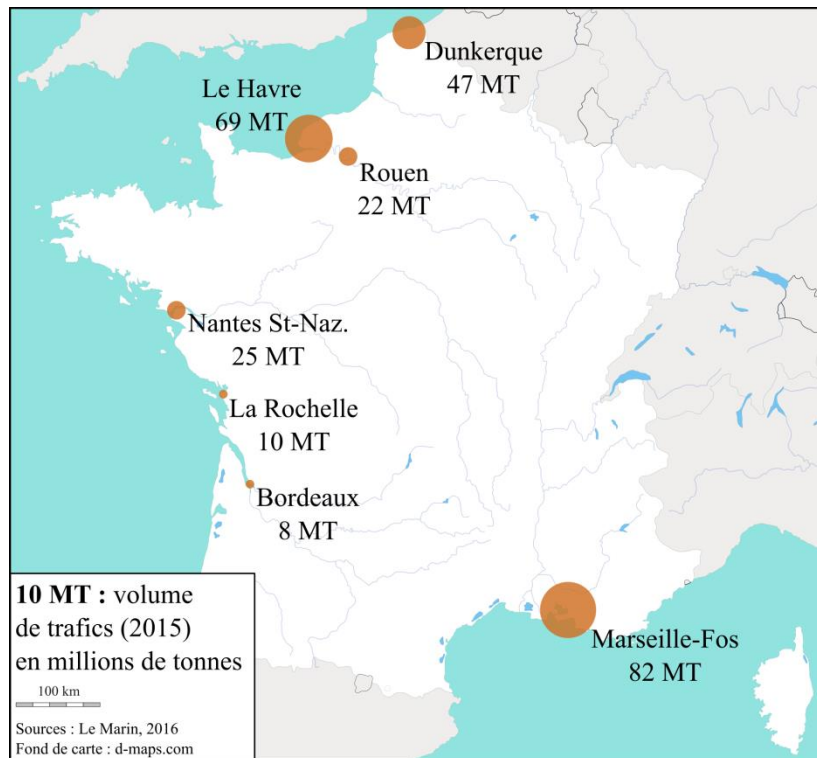 Dunkerque
47 MT
Le Havre
69 MT
Rouen
22 MT
Nantes St-Naz.
25 MT
La Rochelle
10 MT
Bordeaux
8 MT
Marseille-Fos
82 MT
10 MT : volume
de trafics (2015)
en millions de tonnes
100 km
Sources : Le Marin, 2016
Fond de carte : d-maps.com